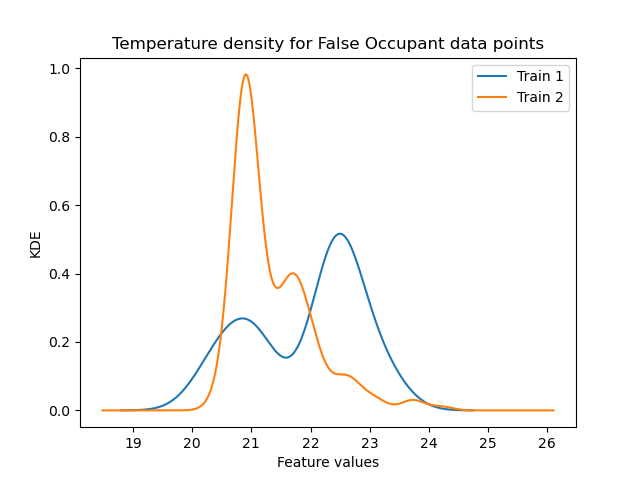 Temperature density for False Occupant data points
Train 1
Train 2
KDE
1.0
0.8
0.6
0.4
0.2
0.0
19 20 21 22 23 24 25 26
Feature values